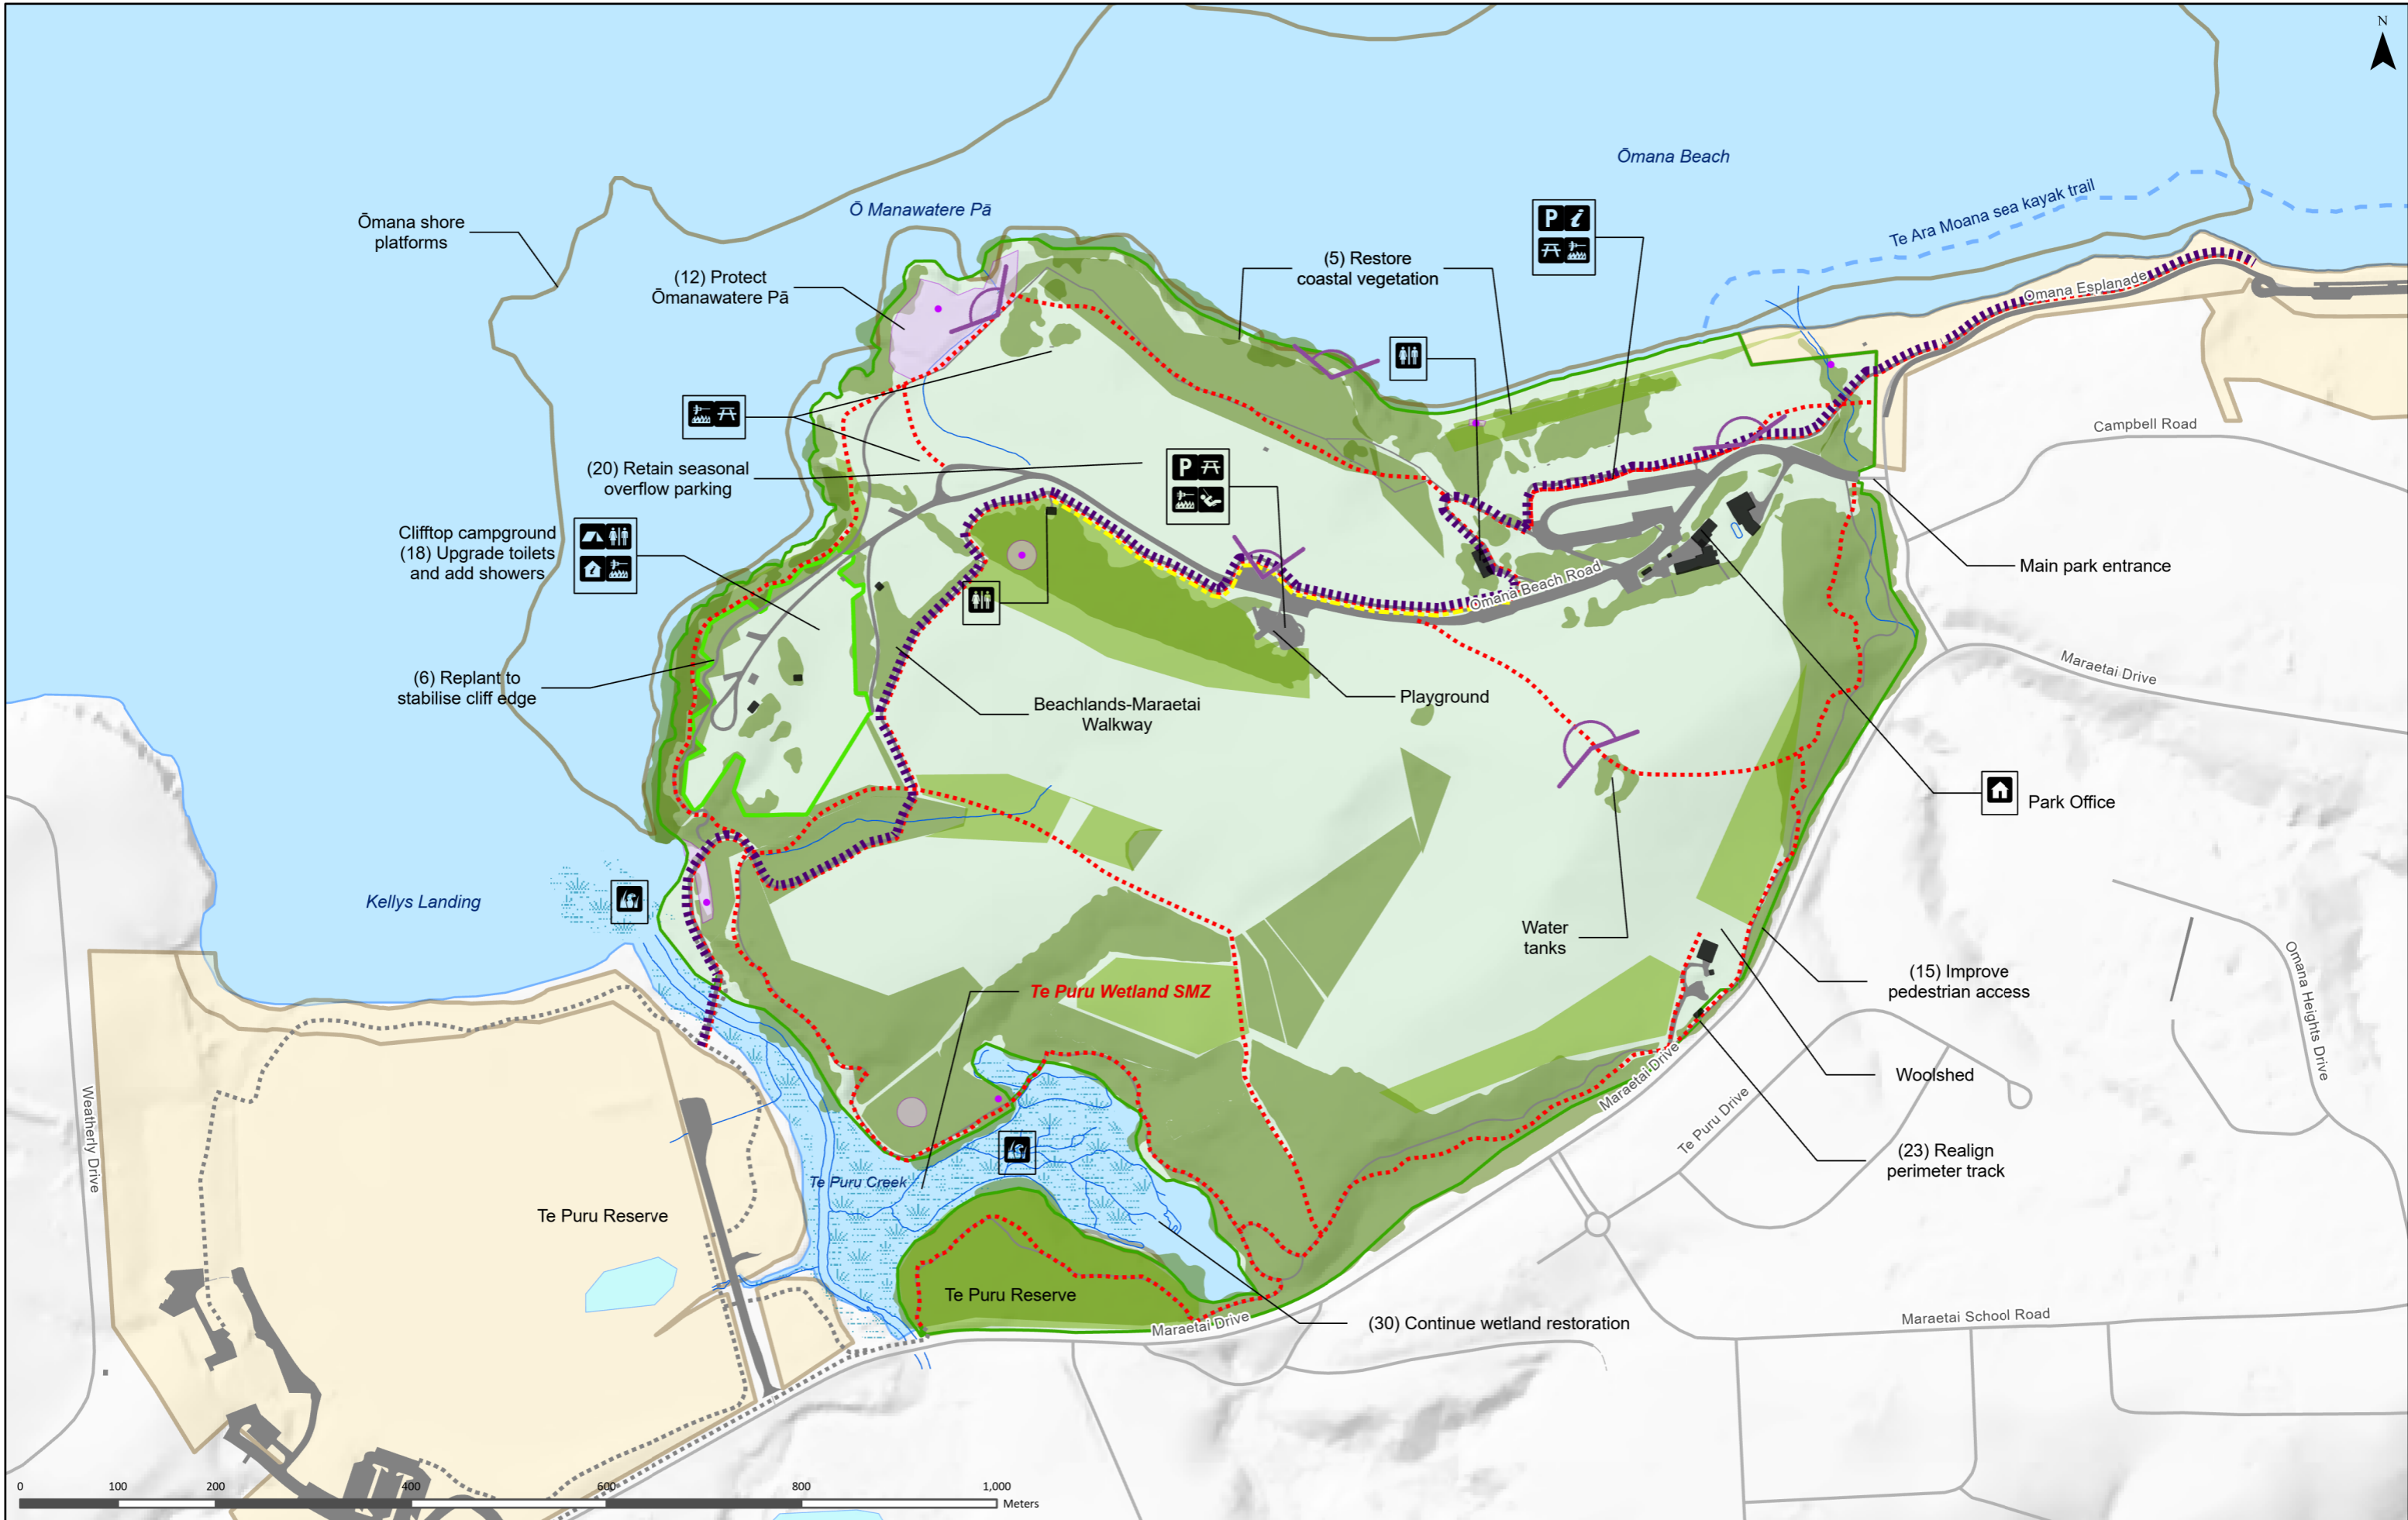 N
Ōmana Beach
Te Ara Moana sea kayak trail
Ō Manawatere Pā
Ōmana shore
platforms
(12) Protect
Ōmanawatere Pā
(5) Restore
coastal vegetation
P i
Omana Esplanade
Campbell Road
(20) Retain seasonal
overflow parking
P
Clifftop campground
(18) Upgrade toilets
and add showers
Omana Beach Road
Main park entrance
Maraetai Drive
(6) Replant to
stabilise cliff edge
Beachlands-Maraetai
Walkway
Playground
Park Office
Kellys Landing
Water
tanks
Te Puru Wetland SMZ
(15) Improve
pedestrian access
Omana Heights Drive
Woolshed
Maraetai Drive
Te Puru Drive
(23) Realign
perimeter track
Weatherly Drive
Te Puru Creek
Te Puru Reserve
Te Puru Reserve
Maraetai Drive
(30) Continue wetland restoration
Maraetai School Road
0 100 200 400 600 800 1,000
Meters